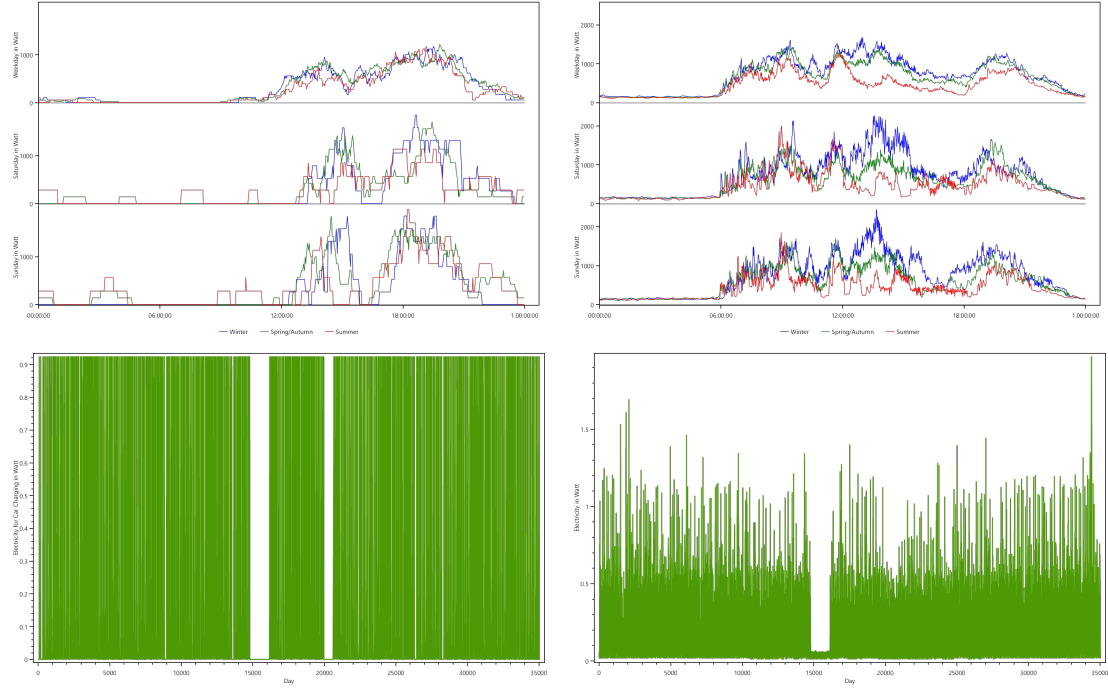 Weekday in Watt
1000
0
Saturday in Watt
1000
0
Sunday in Watt
1000
0
00:00:00 06:00:00 12:00:00 18:00:00 1.00:00:00
Winter Spring/Autumn Summer
Weekday in Watt
2000
1000
0
Saturday in Watt
2000
1000
0
Sunday in Watt
2000
1000
0
00:00:00 06:00:00 12:00:00 18:00:00 1.00:00:00
Winter Spring/Autumn Summer
Electricity for Car Charging in Watt
0.9
0.8
0.7
0.6
0.5
0.4
0.3
0.2
0.1
0
0 5000 10000 15000 20000 25000 30000 35000
Day
Electricity in Watt
1.5
1
0.5
0
0 5000 10000 15000 20000 25000 30000 35000
Day